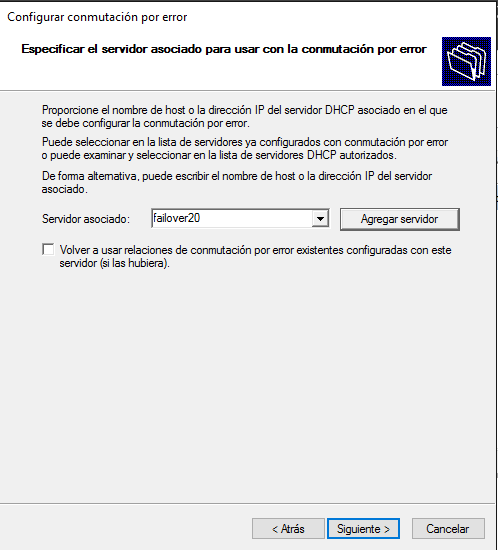 Configurar conmutación por error
Especificar el servidor asociado para usar con la conmutación por error
Proporcione el nombre de host o la dirección IP del servidor DHCP asociado en el que
se debe configurar la conmutación por error.
Puede seleccionar en la lista de servidores ya configurados con conmutación por error
o puede examinar y seleccionar en la lista de servidores DHCP autorizados.
De forma alternativa, puede escribir el nombre de host o la dirección IP del servidor
asociado.
Servidor asociado: failover20 Agregar servidor
Volver a usar relaciones de conmutación por error existentes configuradas con este
servidor (si las hubiera).
< Atrás Siguiente > Cancelar